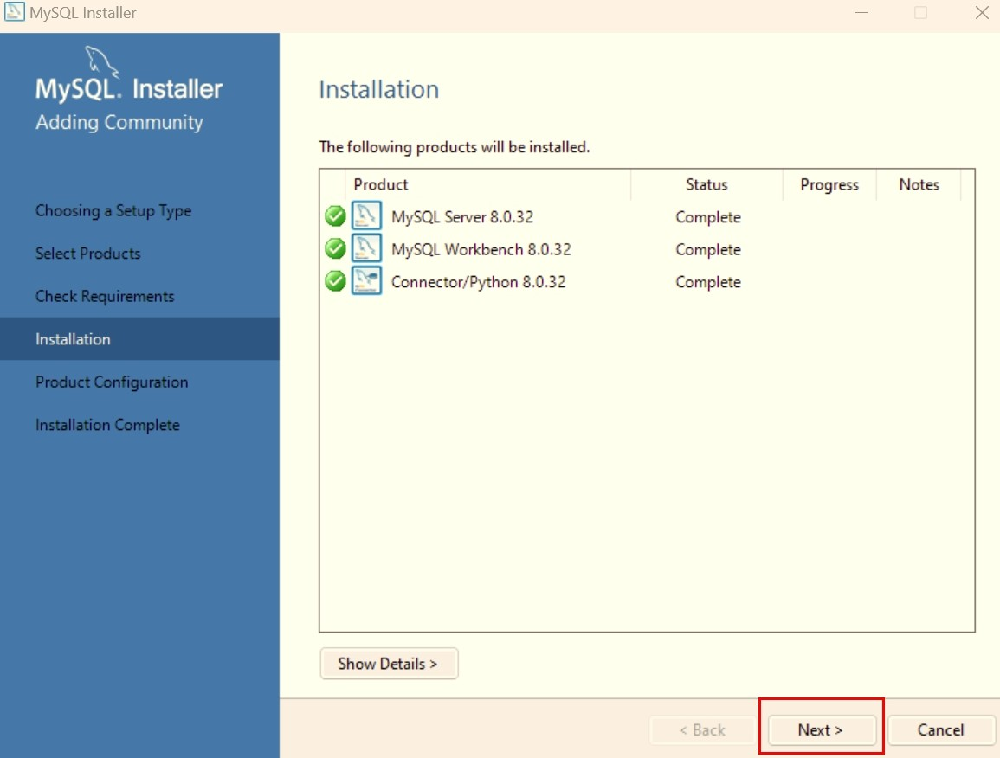 MySQL Installer
MySQL. Installer
Adding Community
Choosing a Setup Type
Select Products
Check Requirements
Installation
Product Configuration
Installation Complete
Installation
The following products will be installed.
Product Status Progress Notes
MySQL Server 8.0.32 Complete
MySQL Workbench 8.0.32 Complete
Connector/Python 8.0.32 Complete
Show Details >
< Back Next > Cancel